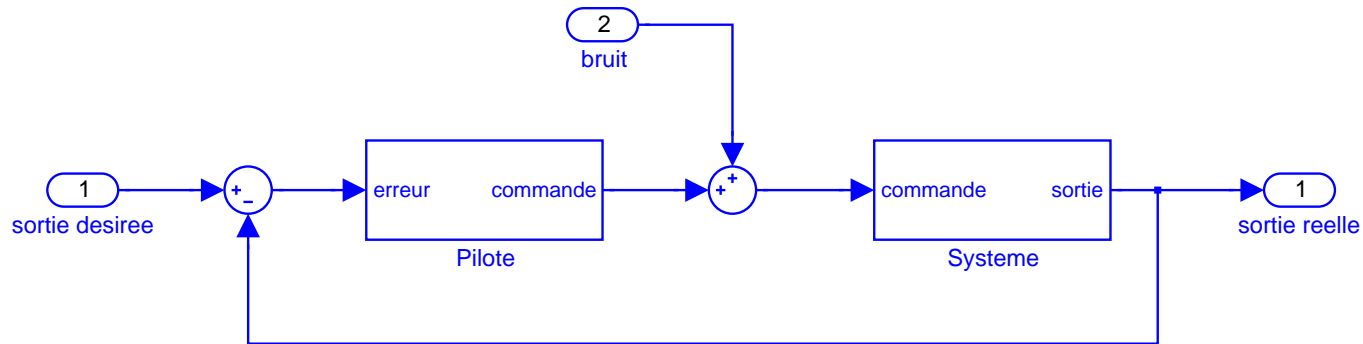 2
bruit
1
sortie desiree
+
−
erreur
commande
Pilote
+
+
commande
sortie
Systeme
1
sortie reelle